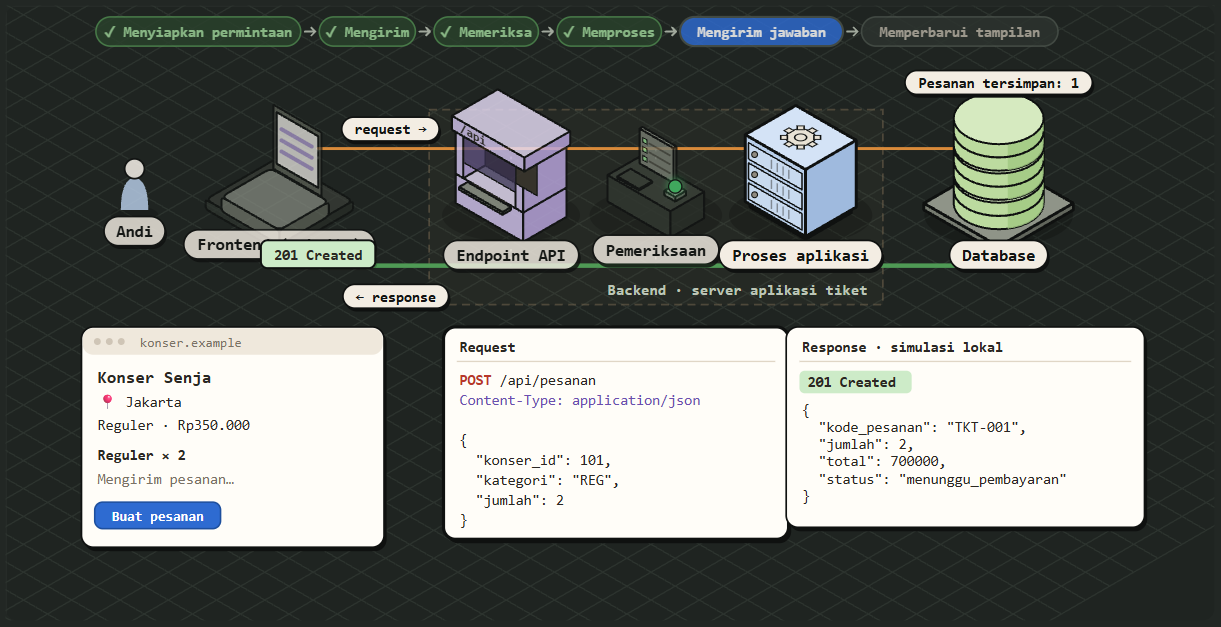 ✓ Menyiapkan permintaan → ✓ Mengirim → ✓ Memeriksa → ✓ Memproses → Mengirim jawaban → Memperbarui tampilan
Pesanan tersimpan: 1
request →
/api
Andi
Fronten
201 Created
Endpoint API
Pemeriksaan
Proses aplikasi
Database
← response
Backend · server aplikasi tiket
konser.example
Konser Senja
📍 Jakarta
Reguler · Rp350.000
Reguler × 2
Mengirim pesanan…
Buat pesanan
Request
POST /api/pesanan
Content-Type: application/json
{
"konser_id": 101,
"kategori": "REG",
"jumlah": 2
}
Response · simulasi lokal
201 Created
{
"kode_pesanan": "TKT-001",
"jumlah": 2,
"total": 700000,
"status": "menunggu_pembayaran"
}